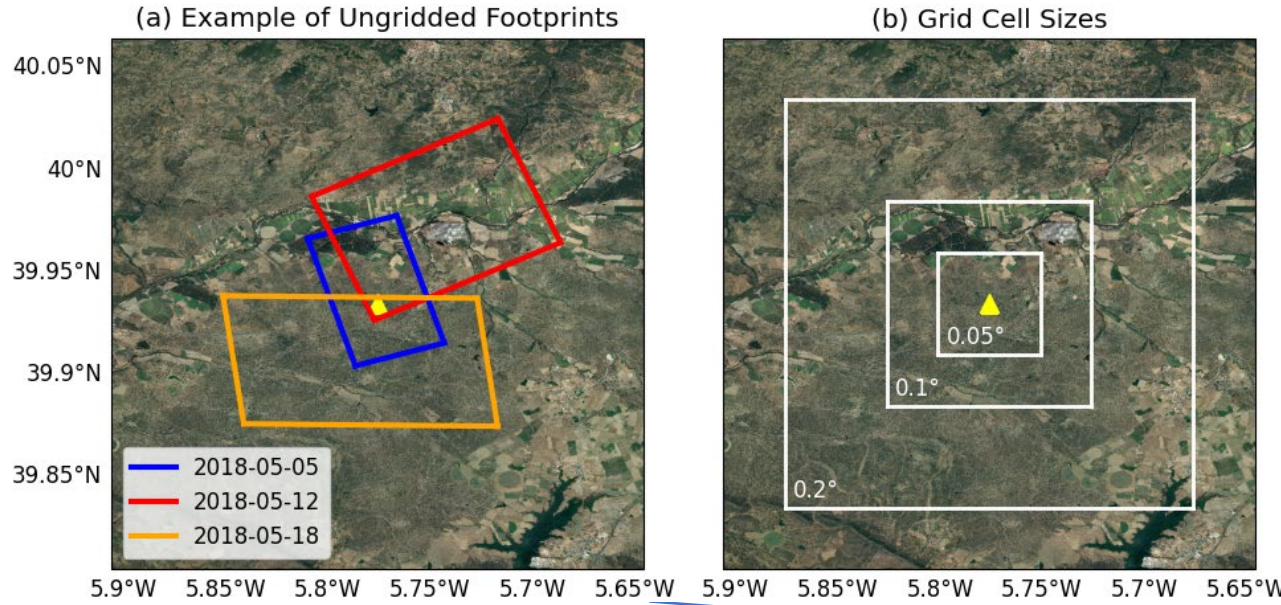 (a) Example of Ungridded Footprints
40.05°N
40°N
39.95°N
39.9°N
39.85°N
2018-05-05
2018-05-12
2018-05-18
5.9°W 5.85°W 5.8°W 5.75°W 5.7°W 5.65°W
(b) Grid Cell Sizes
0.05°
0.1°
0.2°
5.9°W 5.85°W 5.8°W 5.75°W 5.7°W 5.65°W